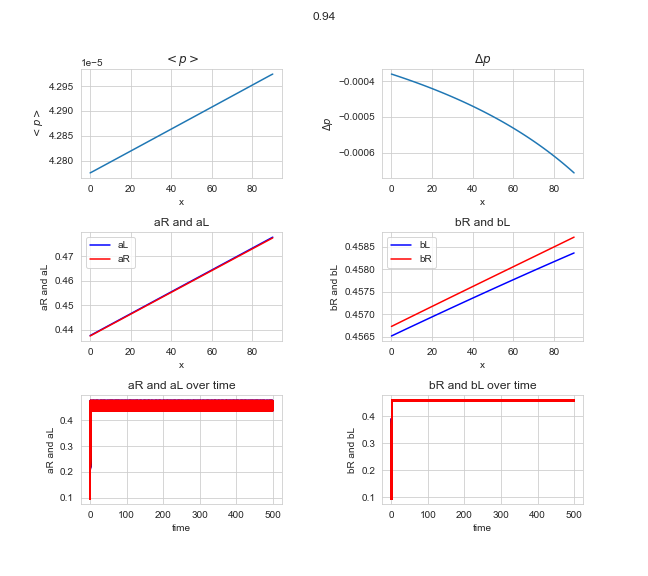 0.94
< p >
1e−5
4.295
4.290
4.285
4.280
< p >
0 20 40 60 80
x
Δp
−0.0004
−0.0005
−0.0006
Δp
0 20 40 60 80
x
aR and aL
aL
aR
0.47
0.46
0.45
0.44
aR and aL
0 20 40 60 80
x
bR and bL
bL
bR
0.4585
0.4580
0.4575
0.4570
0.4565
bR and bL
0 20 40 60 80
x
aR and aL over time
0.4
0.3
0.2
0.1
aR and aL
0 100 200 300 400 500
time
bR and bL over time
0.4
0.3
0.2
0.1
bR and bL
0 100 200 300 400 500
time